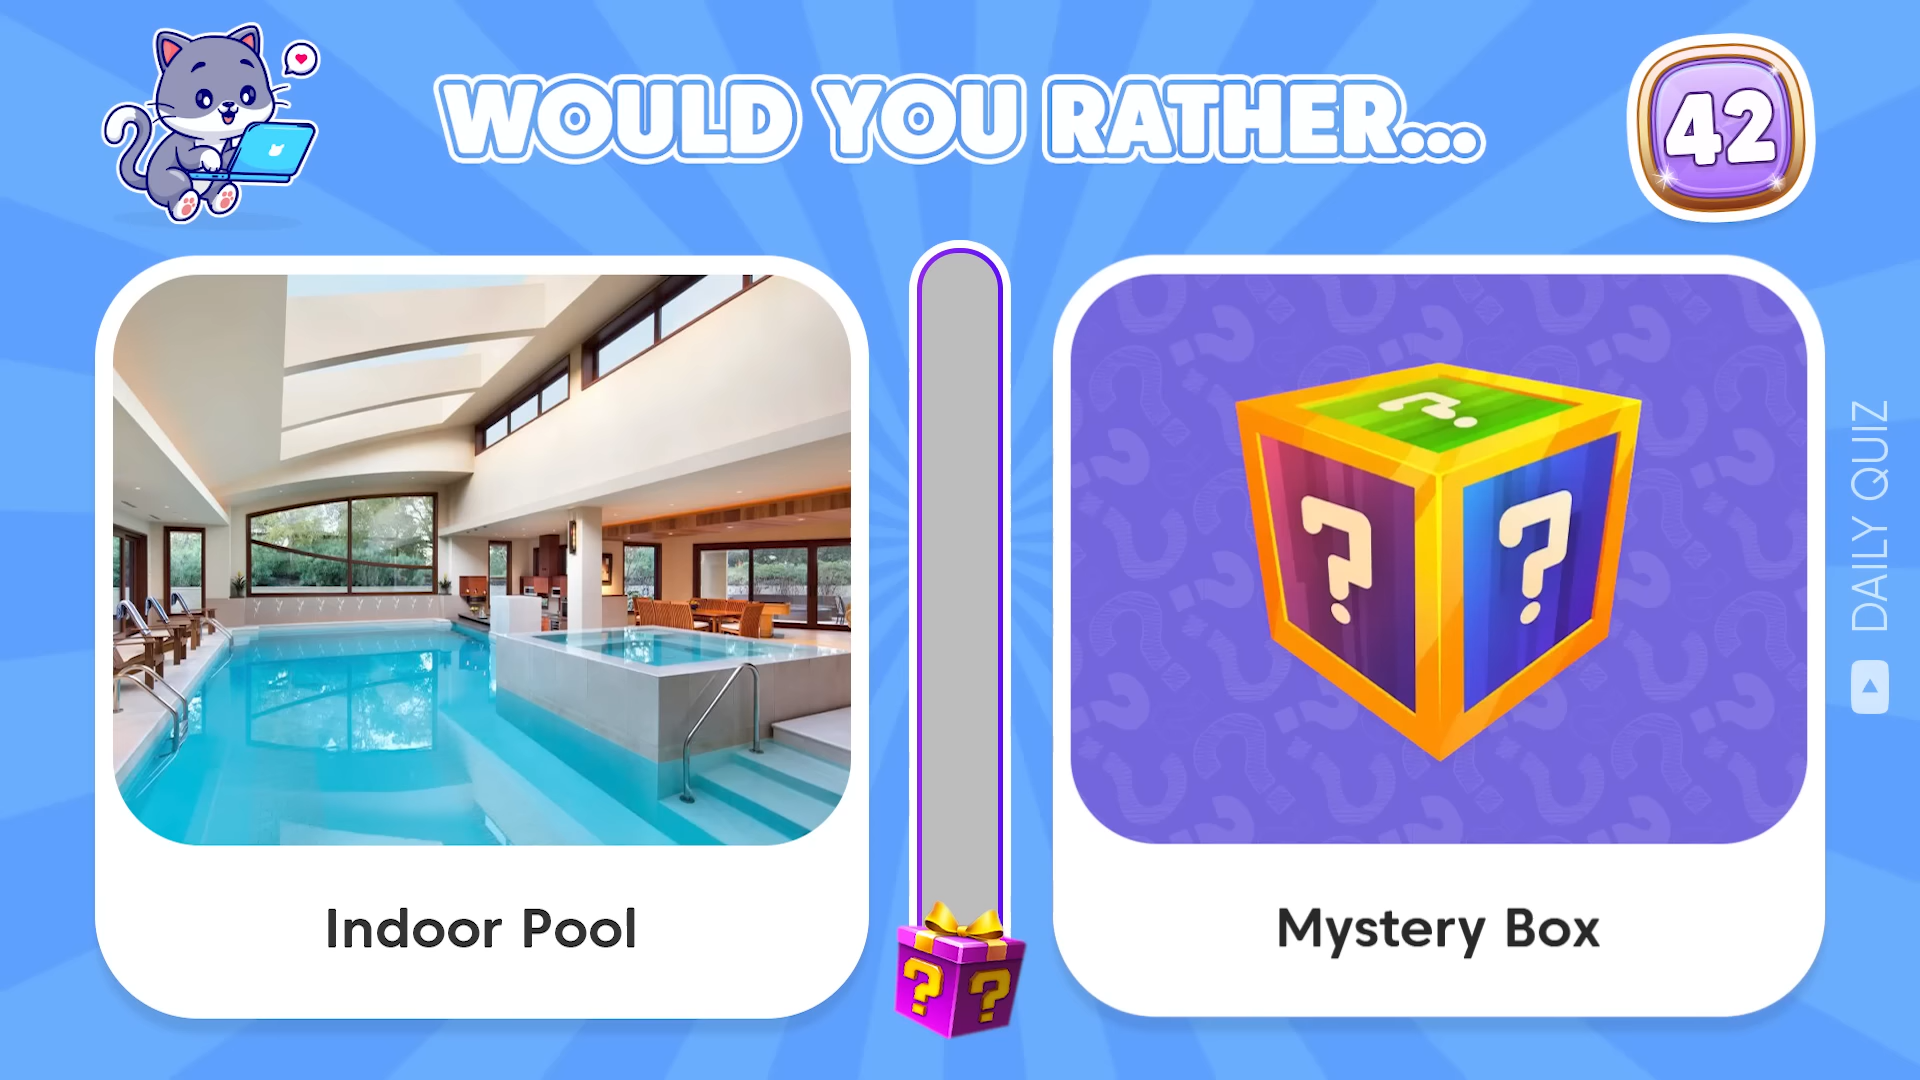 WOULD YOU RATHER...
42
Indoor Pool
? ? ?
Mystery Box
? ?
DAILY QUIZ